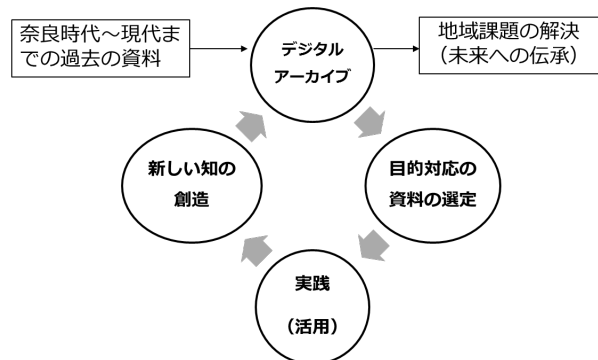 奈良時代～現代ま
での過去の資料
デジタル
アーカイブ
地域課題の解決
（未来への伝承）
目的対応の
資料の選定
実践
（活用）
新しい知の
創造